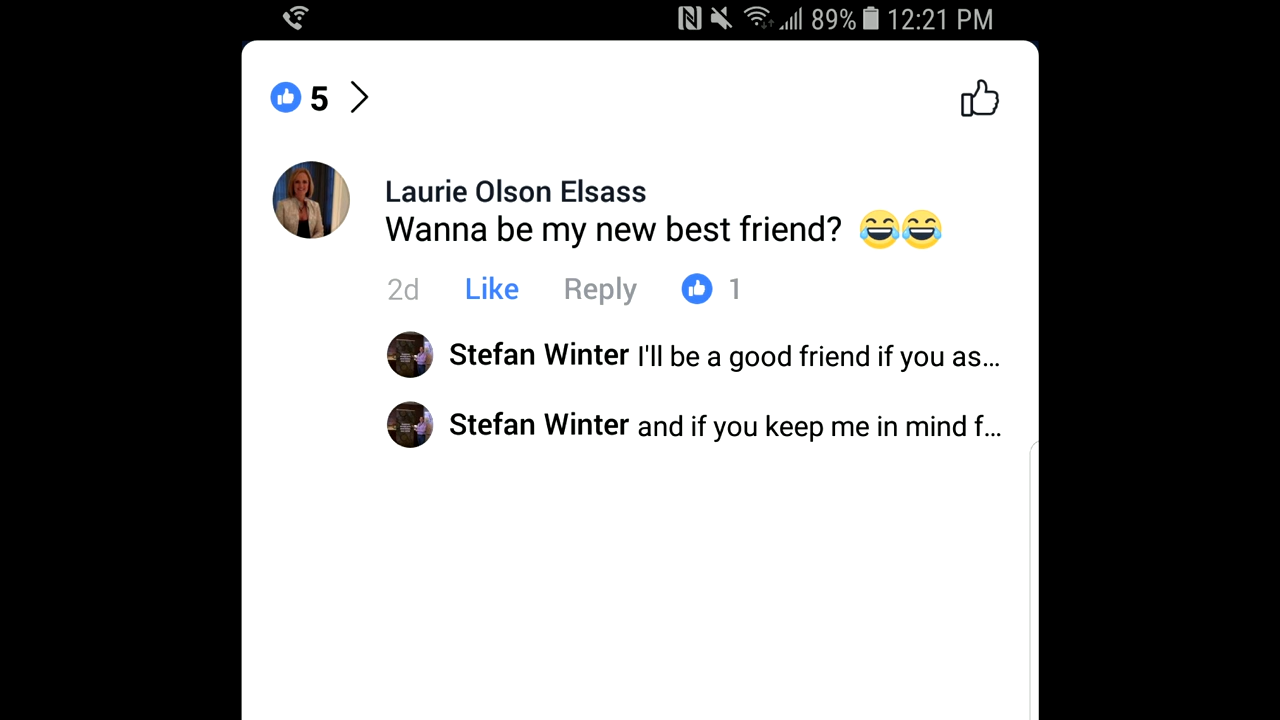 89% 12:21 PM
5
Laurie Olson Elsass
Wanna be my new best friend? 😂😂
2d Like Reply 1
Stefan Winter I'll be a good friend if you as...
Stefan Winter and if you keep me in mind f...